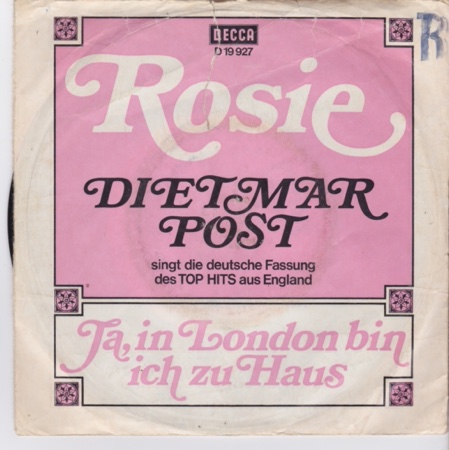 DECCA
D 19 927
R
Rosie
DIETMAR
POST
singt die deutsche Fassung
des TOP HITS aus England
Ja, in London bin
ich zu Haus